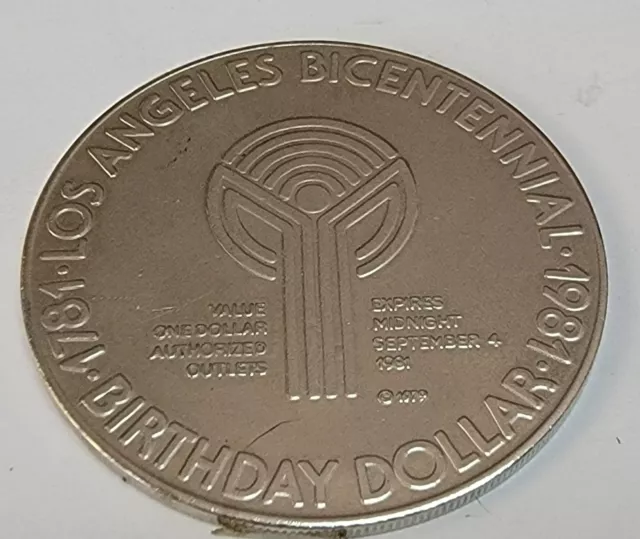 1781 · LOS ANGELES BICENTENNIAL · 1981
· BIRTHDAY DOLLAR ·
VALUE
ONE DOLLAR
AUTHORIZED
OUTLETS
EXPIRES
MIDNIGHT
SEPTEMBER 4
1981
© 1979